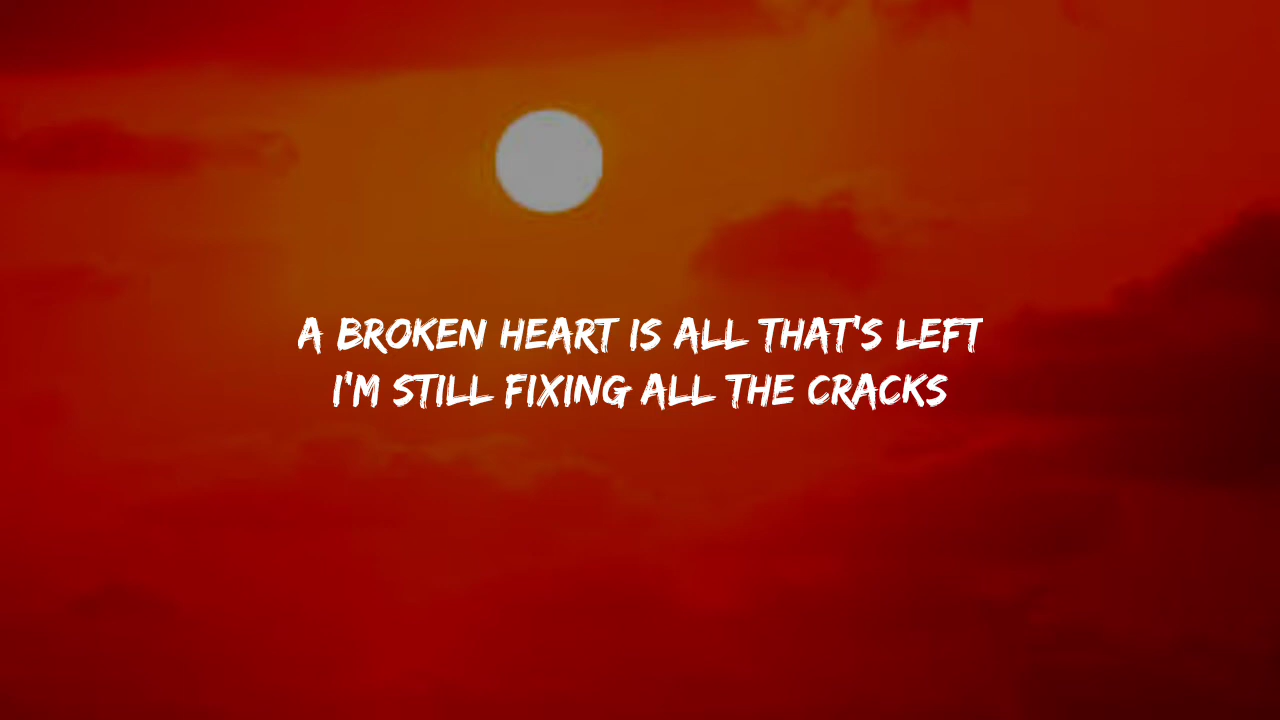 A BROKEN HEART IS ALL THAT'S LEFT
I'M STILL FIXING ALL THE CRACKS